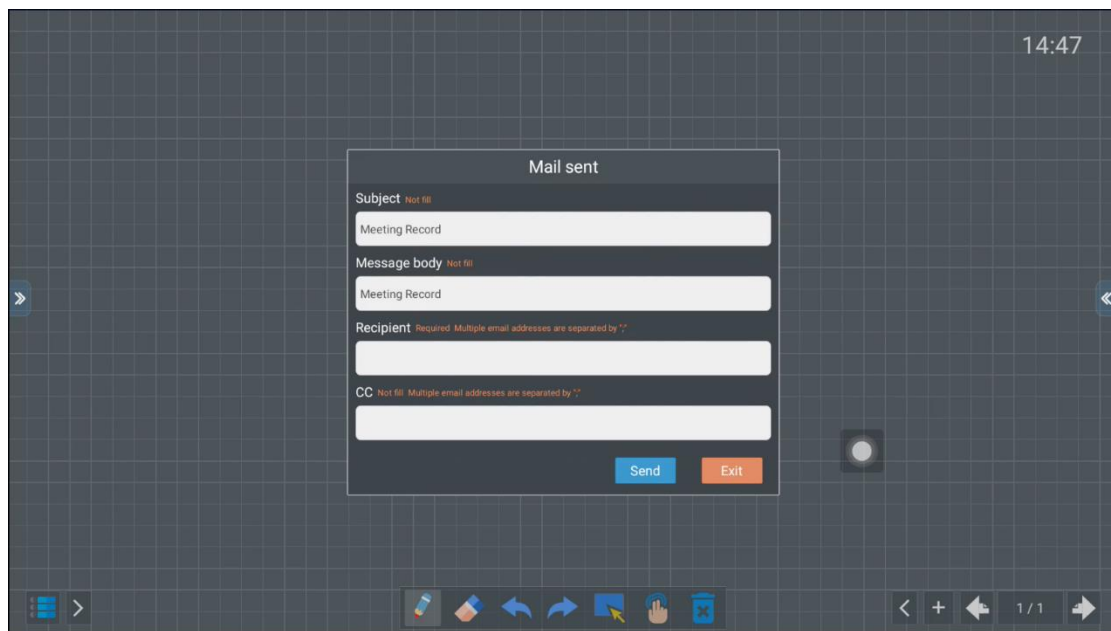 14:47
Mail sent
Subject Not fill
Meeting Record
Message body Not fill
Meeting Record
Recipient Required Multiple email addresses are separated by ";"
CC Not fill Multiple email addresses are separated by ";"
Send Exit
1/1